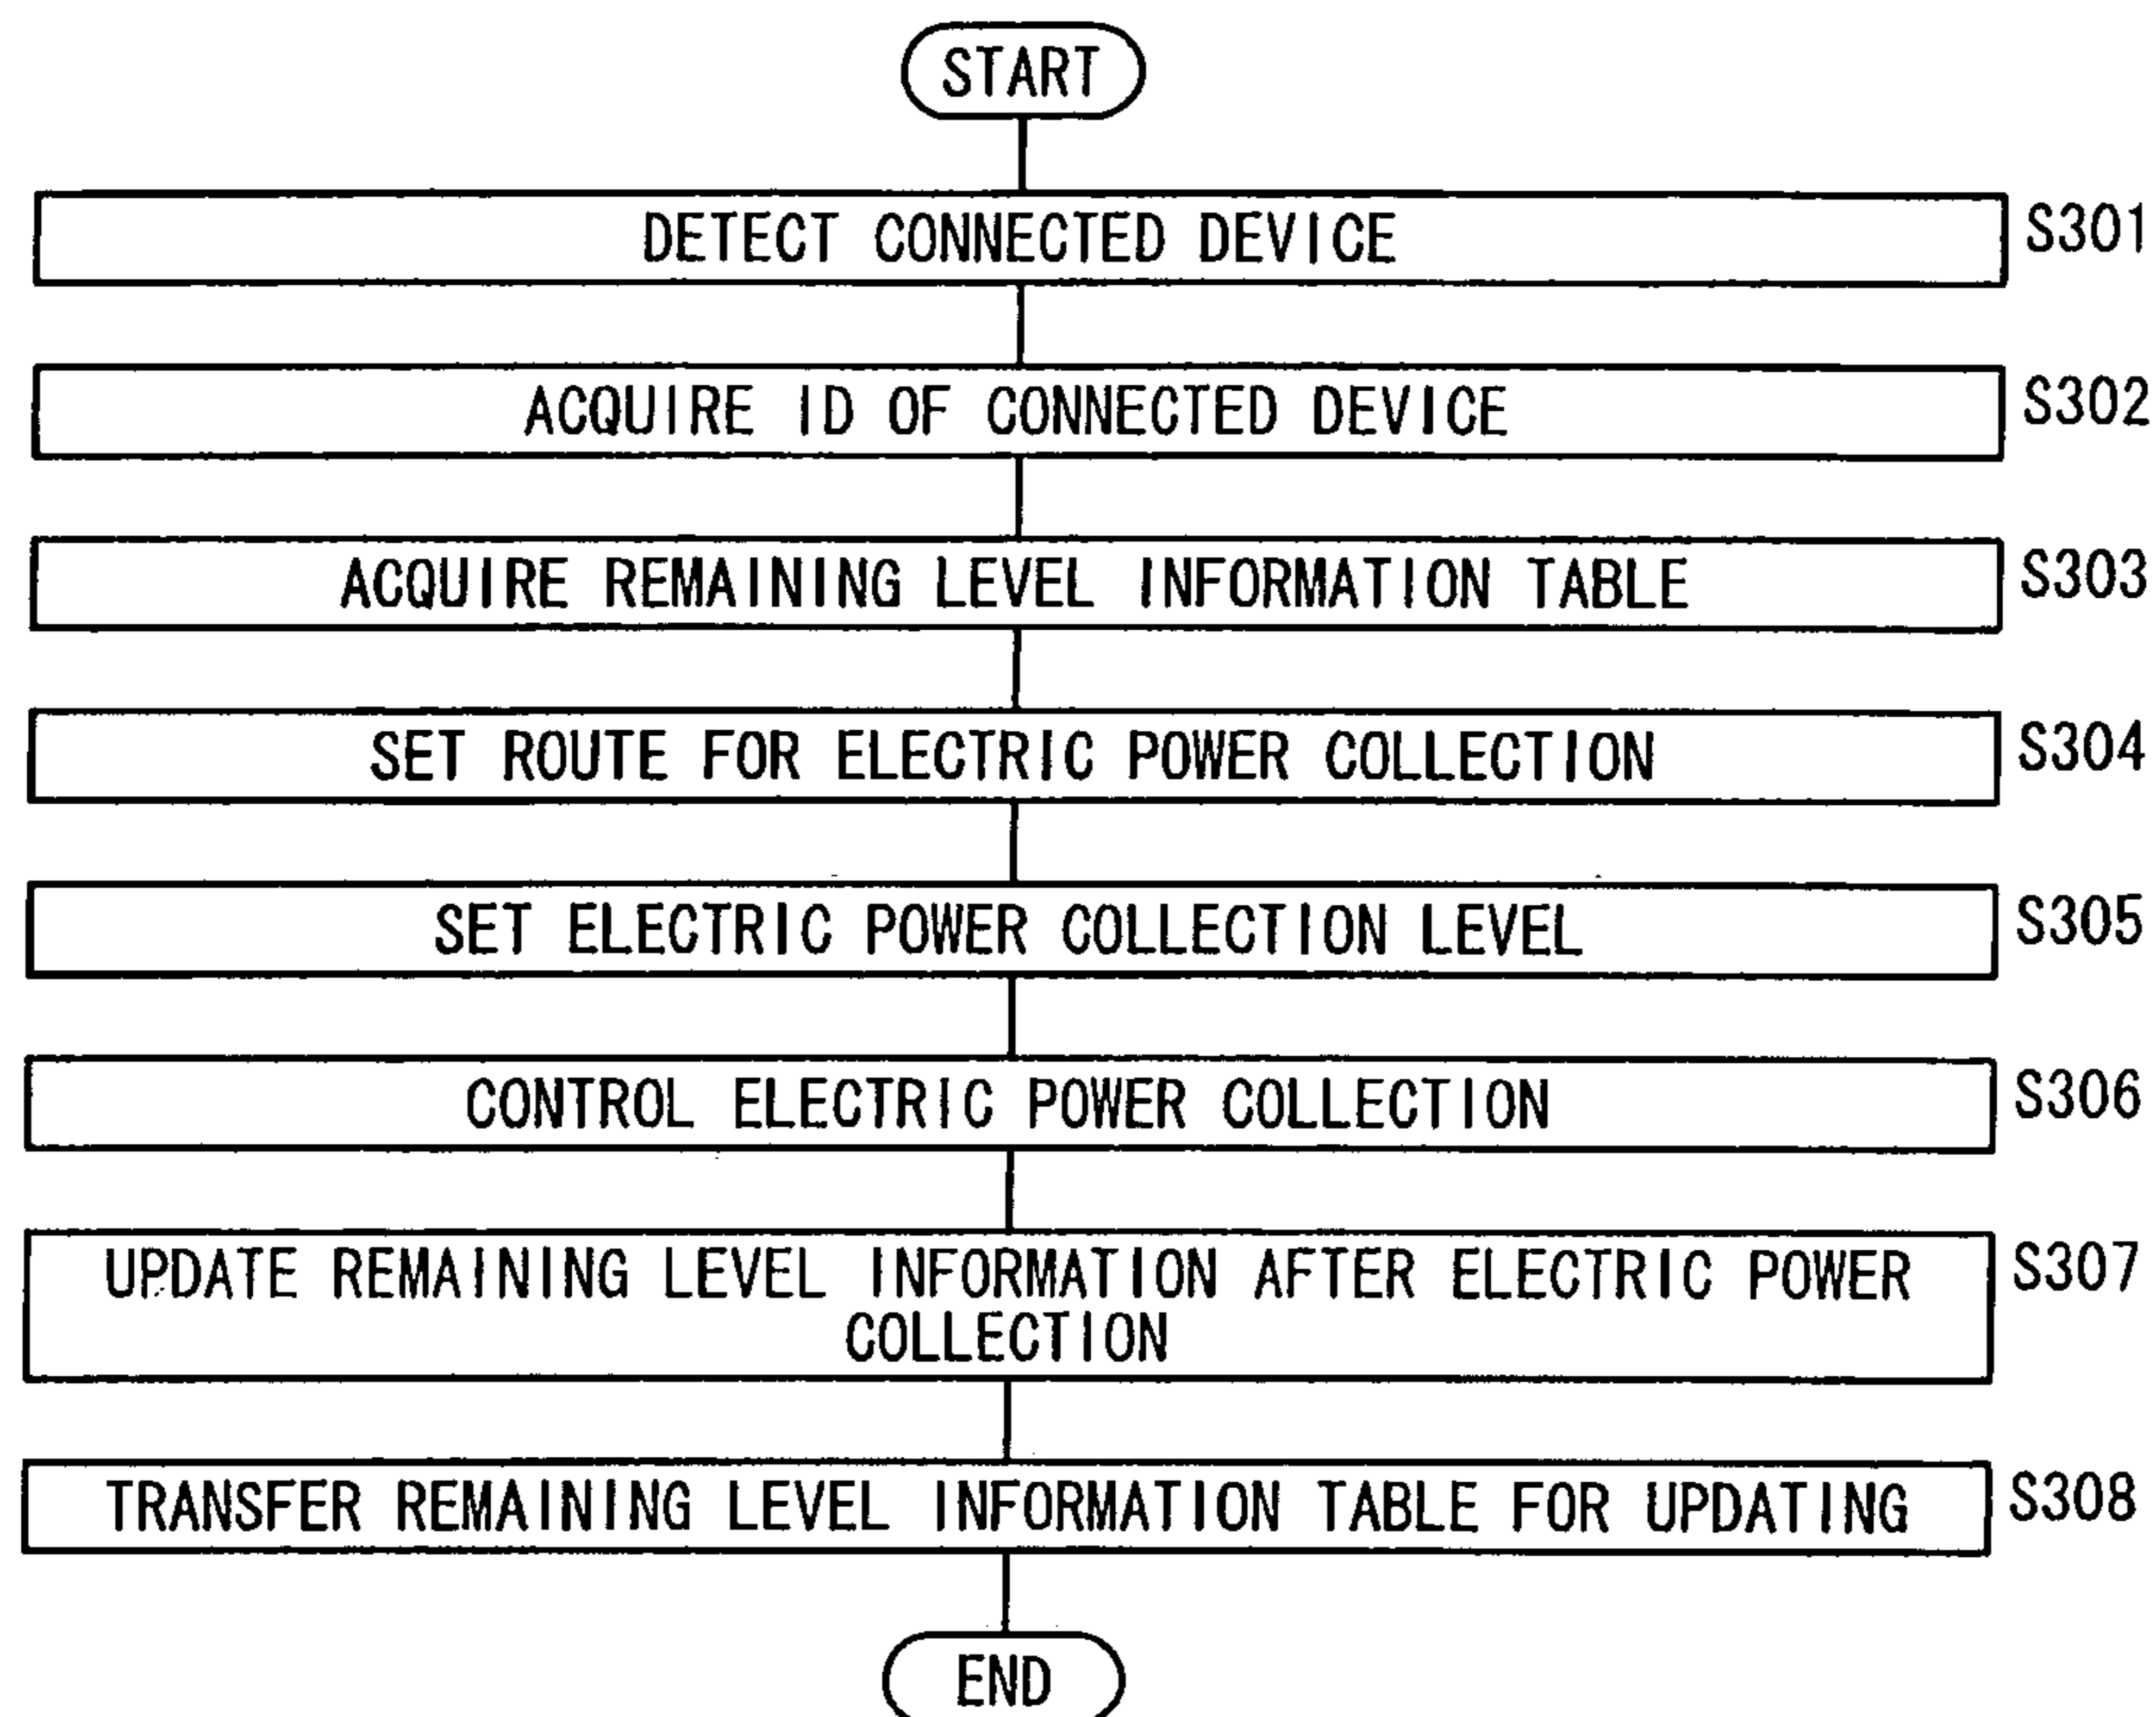 START
DETECT CONNECTED DEVICE
S301
ACQUIRE ID OF CONNECTED DEVICE
S302
ACQUIRE REMAINING LEVEL INFORMATION TABLE
S303
SET ROUTE FOR ELECTRIC POWER COLLECTION
S304
SET ELECTRIC POWER COLLECTION LEVEL
S305
CONTROL ELECTRIC POWER COLLECTION
S306
UPDATE REMAINING LEVEL INFORMATION AFTER ELECTRIC POWER
COLLECTION
S307
TRANSFER REMAINING LEVEL INFORMATION TABLE FOR UPDATING
S308
END